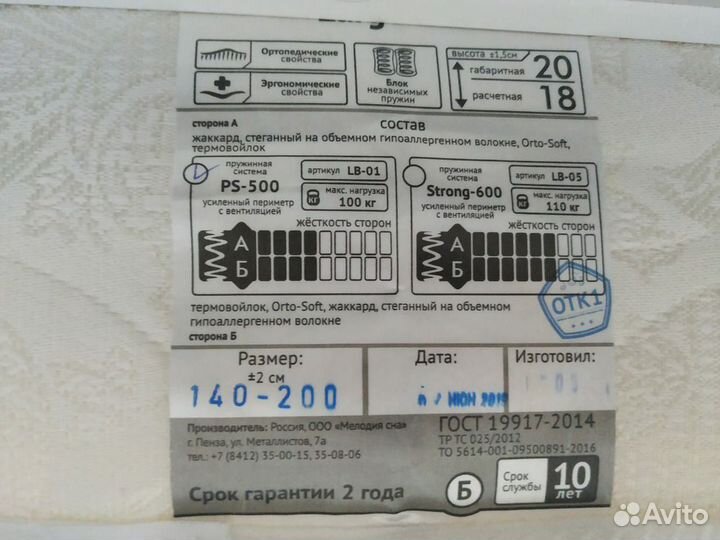 Ортопедические
свойства
Эргономические
свойства
Блок
независимых
пружин
высота ±1,5см
габаритная 20
расчетная 18
сторона А
состав
жаккард, стеганный на объемном гипоаллергенном волокне, Orto-Soft,
термовойлок
пружинная
система
PS-500
артикул LB-01
КГ
макс. нагрузка
100 кг
усиленный периметр
с вентиляцией
жёсткость сторон
А
Б
пружинная
система
Strong-600
артикул LB-05
КГ
макс. нагрузка
110 кг
усиленный периметр
с вентиляцией
жёсткость сторон
А
Б
ОТК1
термовойлок, Orto-Soft, жаккард, стеганный на объемном
гипоаллергенном волокне
сторона Б
Размер:
±2 см
140-200
Дата:
ИЮН
Изготовил:
Производитель: Россия, ООО «Мелодия сна»
г. Пенза, ул. Металлистов, 7а
тел.: +7 (8412) 35-00-15, 35-08-06
ГОСТ 19917-2014
ТР ТС 025/2012
ТО 5614-001-09500891-2016
Срок гарантии 2 года
Б
Срок
службы
10
лет
Avito